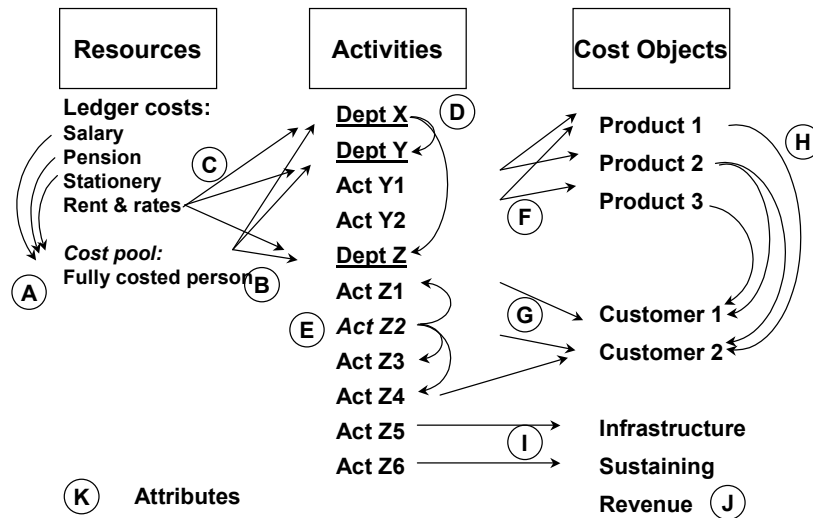 Resources
Activities
Cost Objects
Ledger costs:
Salary
Pension
Stationery
Rent & rates
Cost pool:
Fully costed person
A
B
C
Dept X
Dept Y
Act Y1
Act Y2
Dept Z
Act Z1
Act Z2
Act Z3
Act Z4
Act Z5
Act Z6
D
E
F
G
I
Product 1
Product 2
Product 3
H
Customer 1
Customer 2
Infrastructure
Sustaining
Revenue
J
K
Attributes